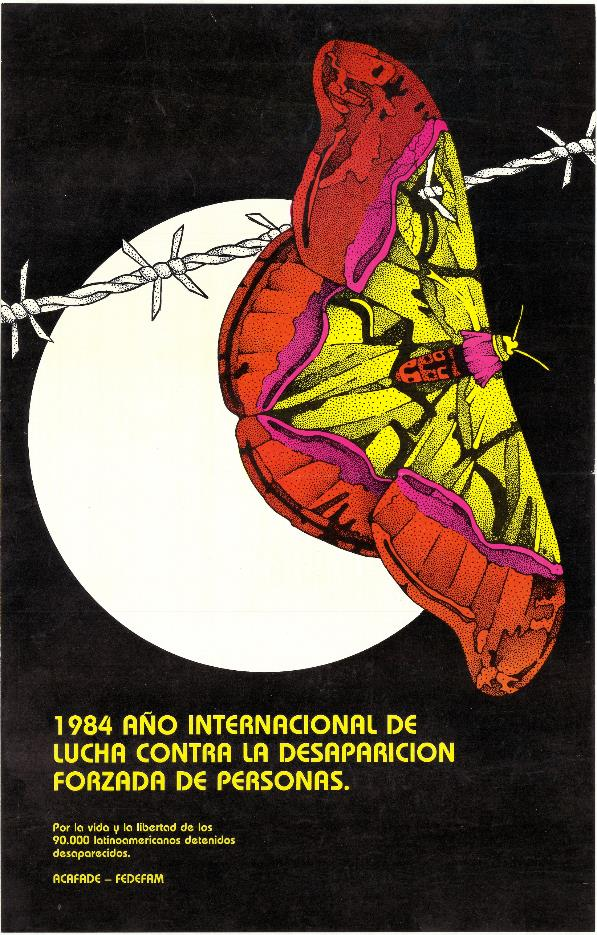 1984 AÑO INTERNACIONAL DE
LUCHA CONTRA LA DESAPARICION
FORZADA DE PERSONAS.
Por la vida y la libertad de los
90.000 latinoamericanos detenidos
desaparecidos.
ACAFADE – FEDEFAM